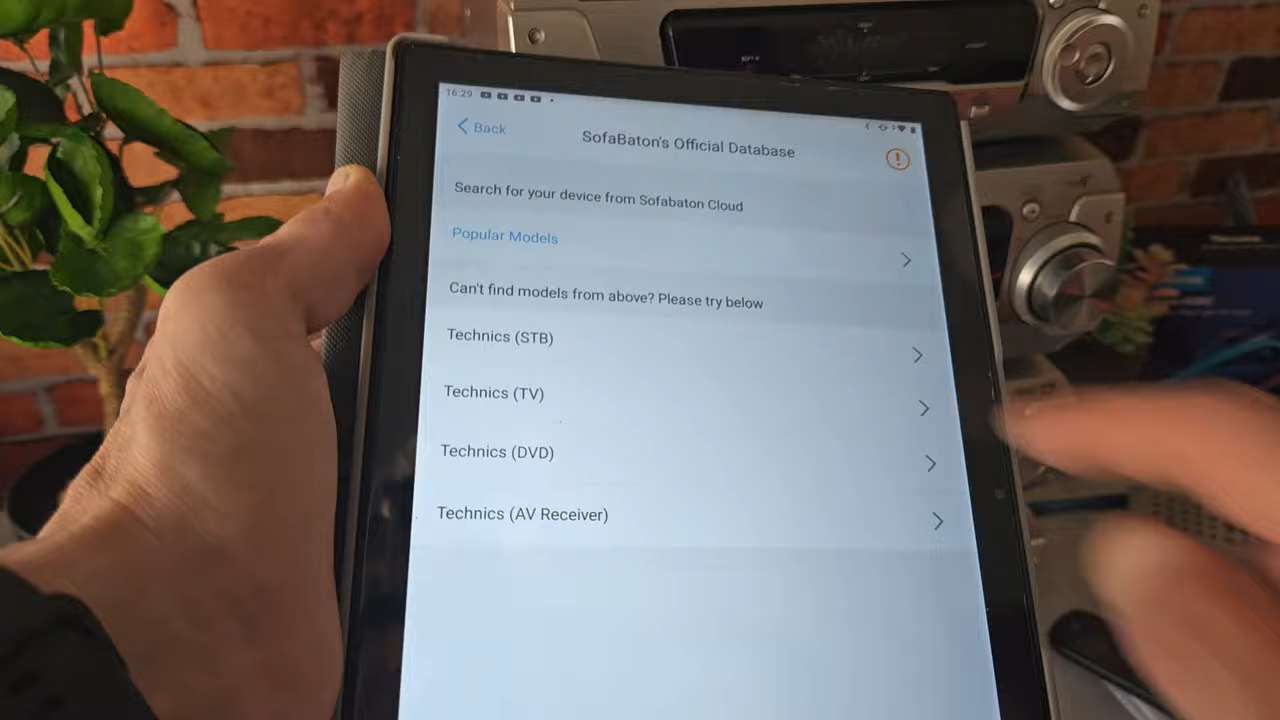 16:29
Back
SofaBaton's Official Database
Search for your device from Sofabaton Cloud
Popular Models
Can't find models from above? Please try below
Technics (STB)
Technics (TV)
Technics (DVD)
Technics (AV Receiver)